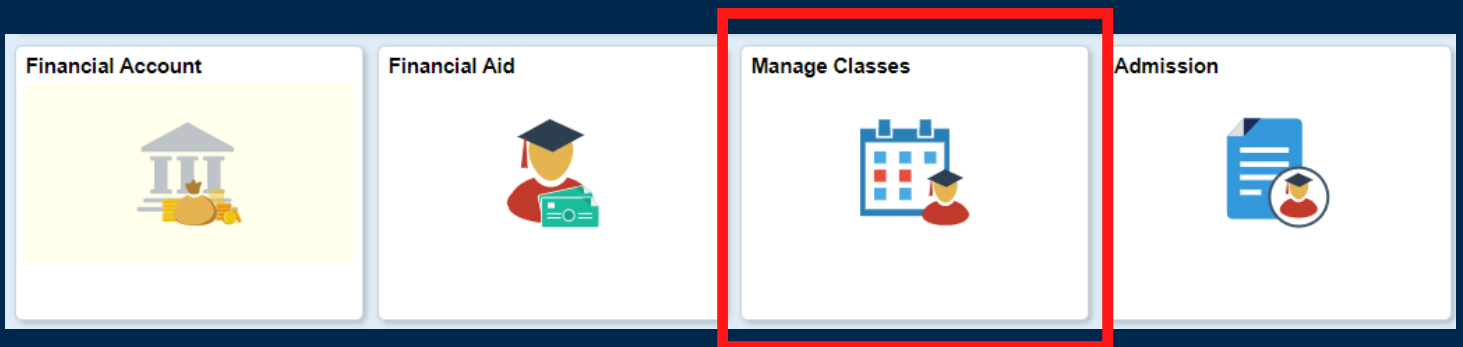 Financial Account
Financial Aid
Manage Classes
Admission